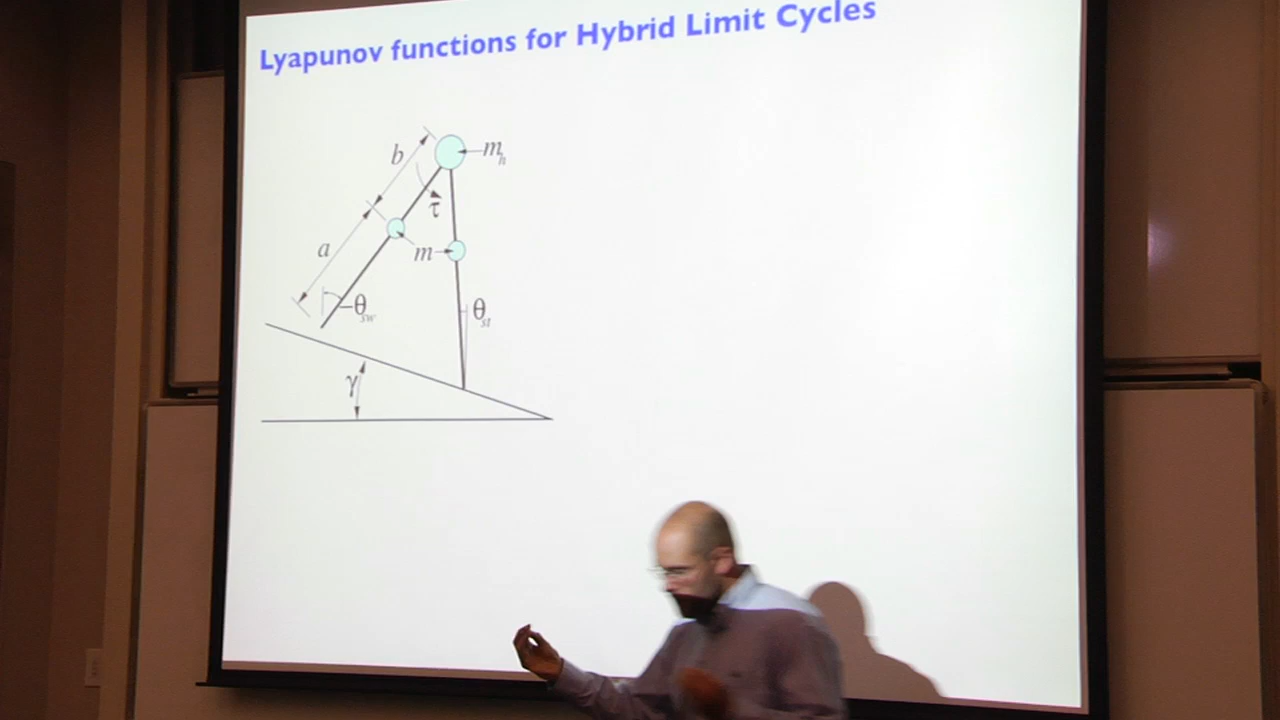 Lyapunov functions for Hybrid Limit Cycles
b
m_h
τ
a
m
−θ_sw
θ_st
γ